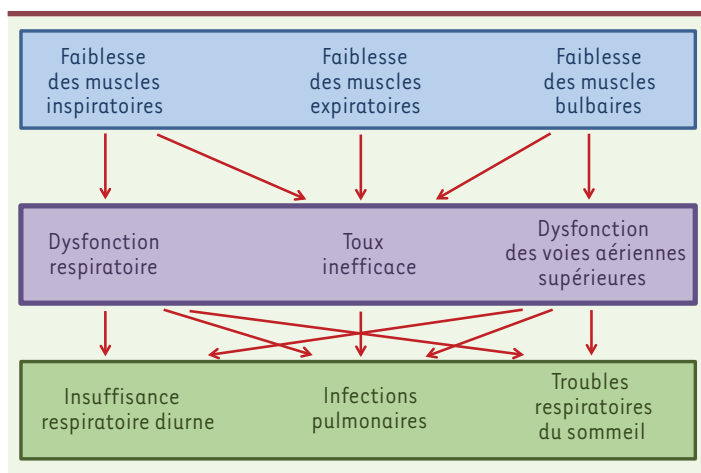 Faiblesse
des muscles
inspiratoires
Faiblesse
des muscles
expiratoires
Faiblesse
des muscles
bulbaires
Dysfonction
respiratoire
Toux
inefficace
Dysfonction
des voies aériennes
supérieures
Insuffisance
respiratoire diurne
Infections
pulmonaires
Troubles
respiratoires
du sommeil